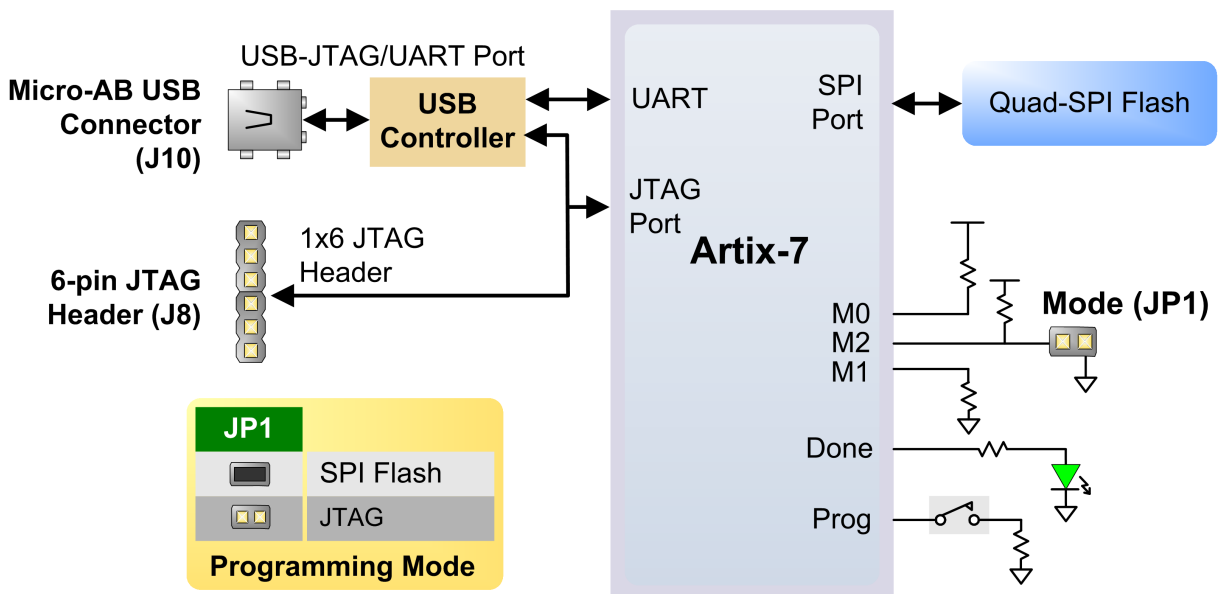 USB-JTAG/UART Port
Micro-AB USB
Connector
(J10)
USB
Controller
UART
SPI
Port
Quad-SPI Flash
JTAG
Port
Artix-7
1x6 JTAG
Header
6-pin JTAG
Header (J8)
M0
M2
M1
Mode (JP1)
Done
Prog
JP1
SPI Flash
JTAG
Programming Mode